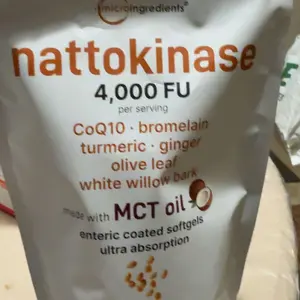 microingredients®
nattokinase
4,000 FU
per serving
CoQ10 · bromelain
turmeric · ginger
olive leaf
white willow bark
made with MCT oil
enteric coated softgels
ultra absorption